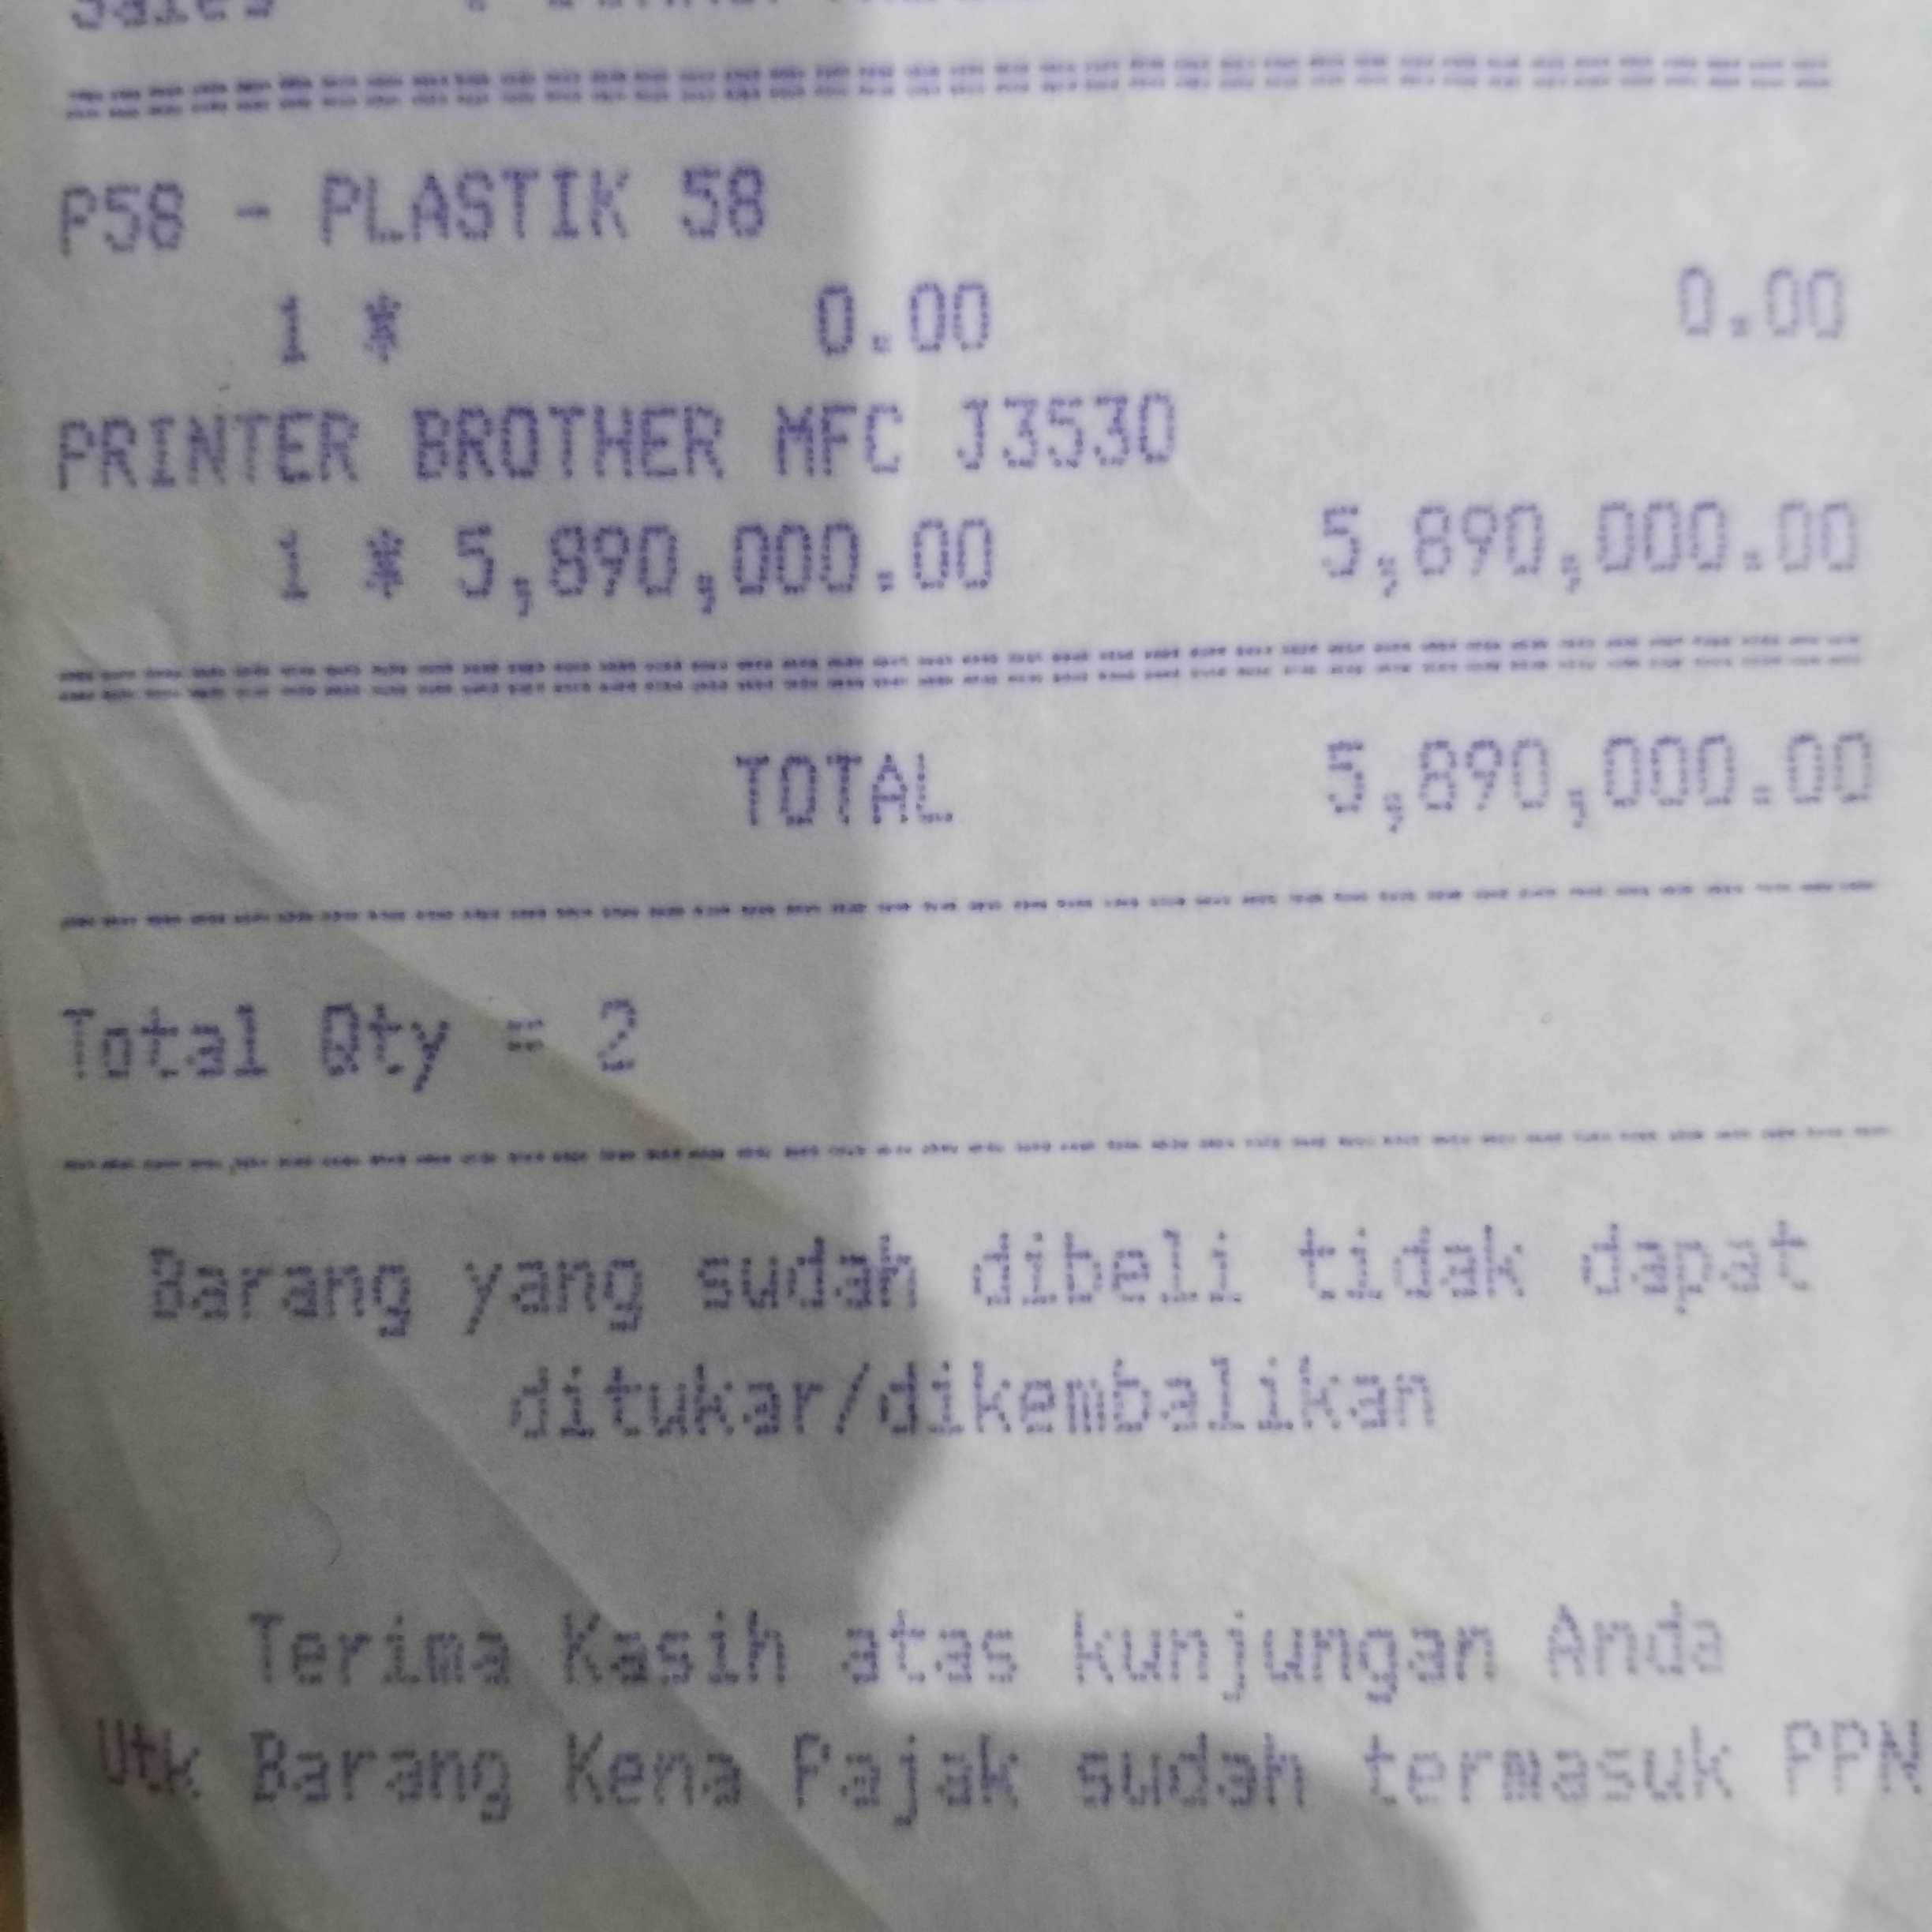 Sales :
P58 - PLASTIK 58
1 * 0.00 0.00
PRINTER BROTHER MFC J3530
1 * 5,890,000.00 5,890,000.00
TOTAL 5,890,000.00
Total Qty = 2
Barang yang sudah dibeli tidak dapat
ditukar/dikembalikan
Terima Kasih atas kunjungan Anda
Utk Barang Kena Pajak sudah termasuk PPN